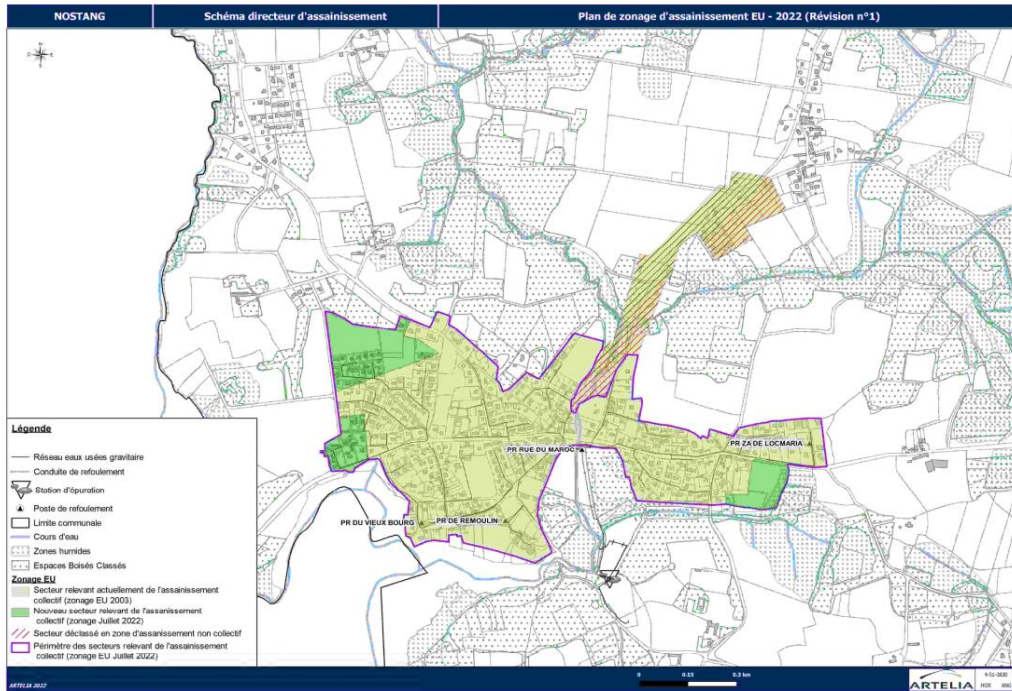 NOSTANG
Schéma directeur d'assainissement
Plan de zonage d'assainissement EU - 2022 (Révision n°1)
PR ZA DE LOCMARIA
PR RUE DU MAROC
PR DU VIEUX BOURG
PR DE REMOULIN
Légende
Réseau eaux usées gravitaire
Conduite de refoulement
Station d'épuration
Poste de refoulement
Limite communale
Cours d'eau
Zones humides
Espaces Boisés Classés
Zonage EU
Secteur relevant actuellement de l'assainissement
collectif (zonage EU 2003)
Nouveau secteur relevant de l'assainissement
collectif (zonage Juillet 2022)
Secteur déclassé en zone d'assainissement non collectif
Périmètre des secteurs relevant de l'assainissement
collectif (zonage EU Juillet 2022)
ARTELIA 2022
0 0.15 0.3 km
ARTELIA